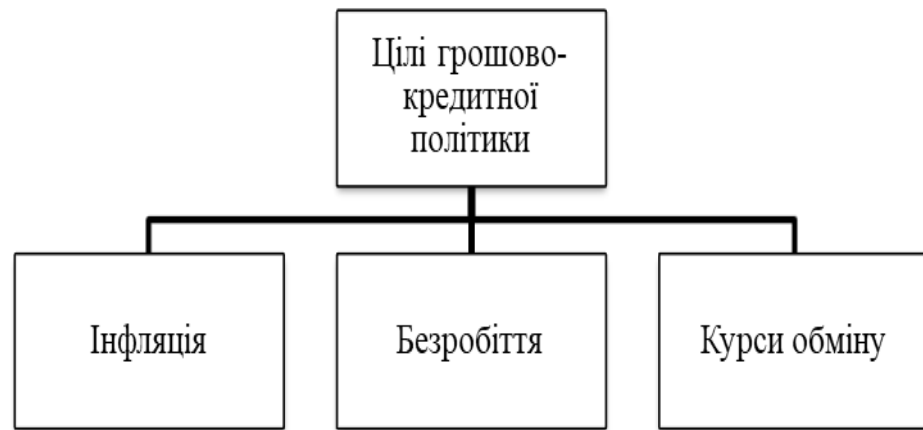 Цілі грошово-
кредитної
політики
Інфляція
Безробіття
Курси обміну